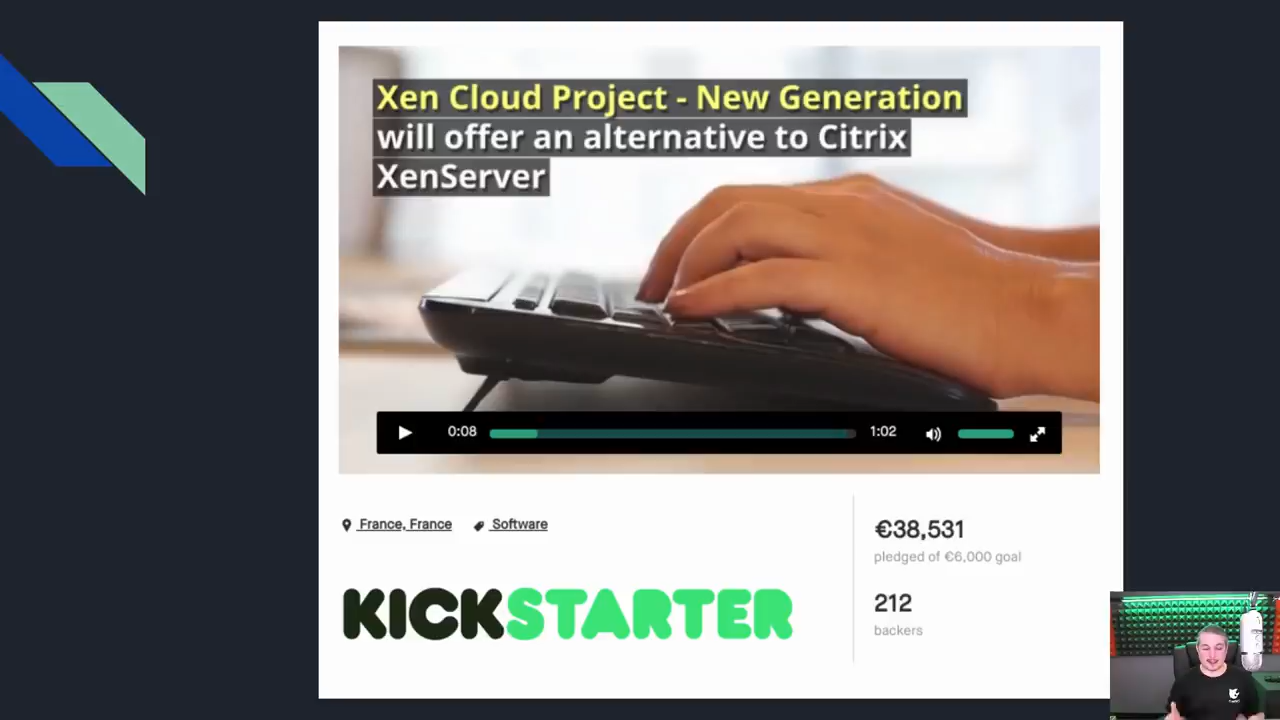 Xen Cloud Project - New Generation
will offer an alternative to Citrix
XenServer
0:08
1:02
France, France
Software
€38,531
pledged of €6,000 goal
212
backers
KICKSTARTER